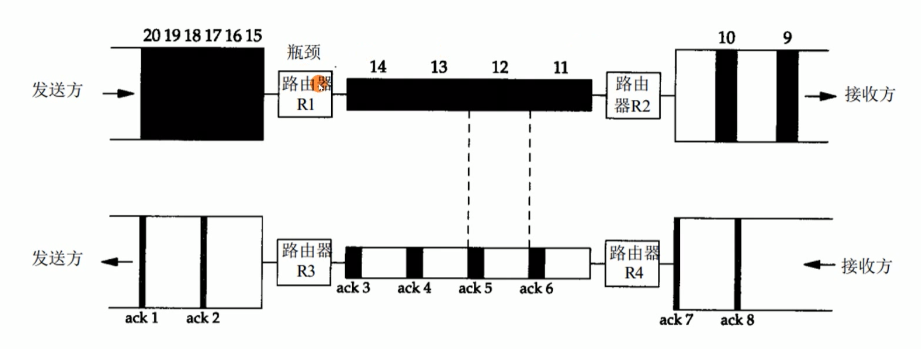 20 19 18 17 16 15
瓶颈
14 13 12 11
10 9
发送方
路由器
R1
路由
器R2
接收方
发送方
路由器
R3
路由器
R4
接收方
ack 3 ack 4 ack 5 ack 6
ack 1 ack 2
ack 7 ack 8